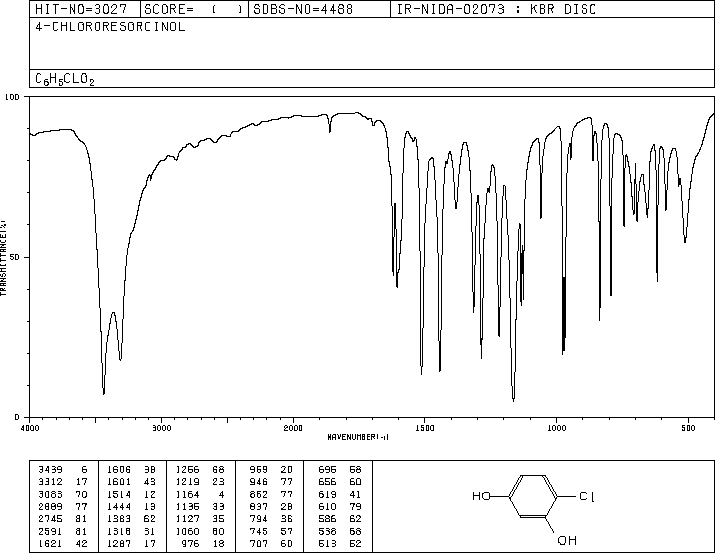 HIT-NO=3027 SCORE= ( ) SDBS-NO=4488 IR-NIDA-02073 : KBR DISC
4-CHLORORESORCINOL
C6H5CLO2
100
50
0
TRANSMITTANCE(%)
4000 3000 2000 1500 1000 500
WAVENUMBER(-1)
3439 6 1606 38 1256 68 969 20 695 58
3312 17 1601 43 1219 23 946 77 656 60
3083 70 1514 12 1164 4 862 77 619 41
2889 77 1444 13 1135 33 837 28 610 79
2745 81 1383 62 1127 35 794 36 586 62
2591 81 1318 31 1060 80 745 57 538 58
1621 42 1287 17 976 18 707 60 513 52
HO
Cl
OH